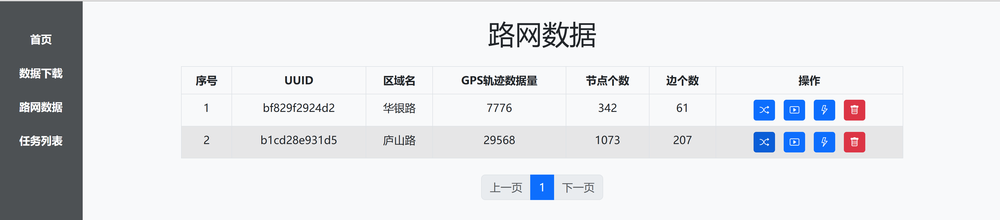 首页
数据下载
路网数据
任务列表
路网数据
序号 UUID 区域名 GPS轨迹数据量 节点个数 边个数 操作
1 bf829f2924d2 华银路 7776 342 61
2 b1cd28e931d5 庐山路 29568 1073 207
上一页 1 下一页